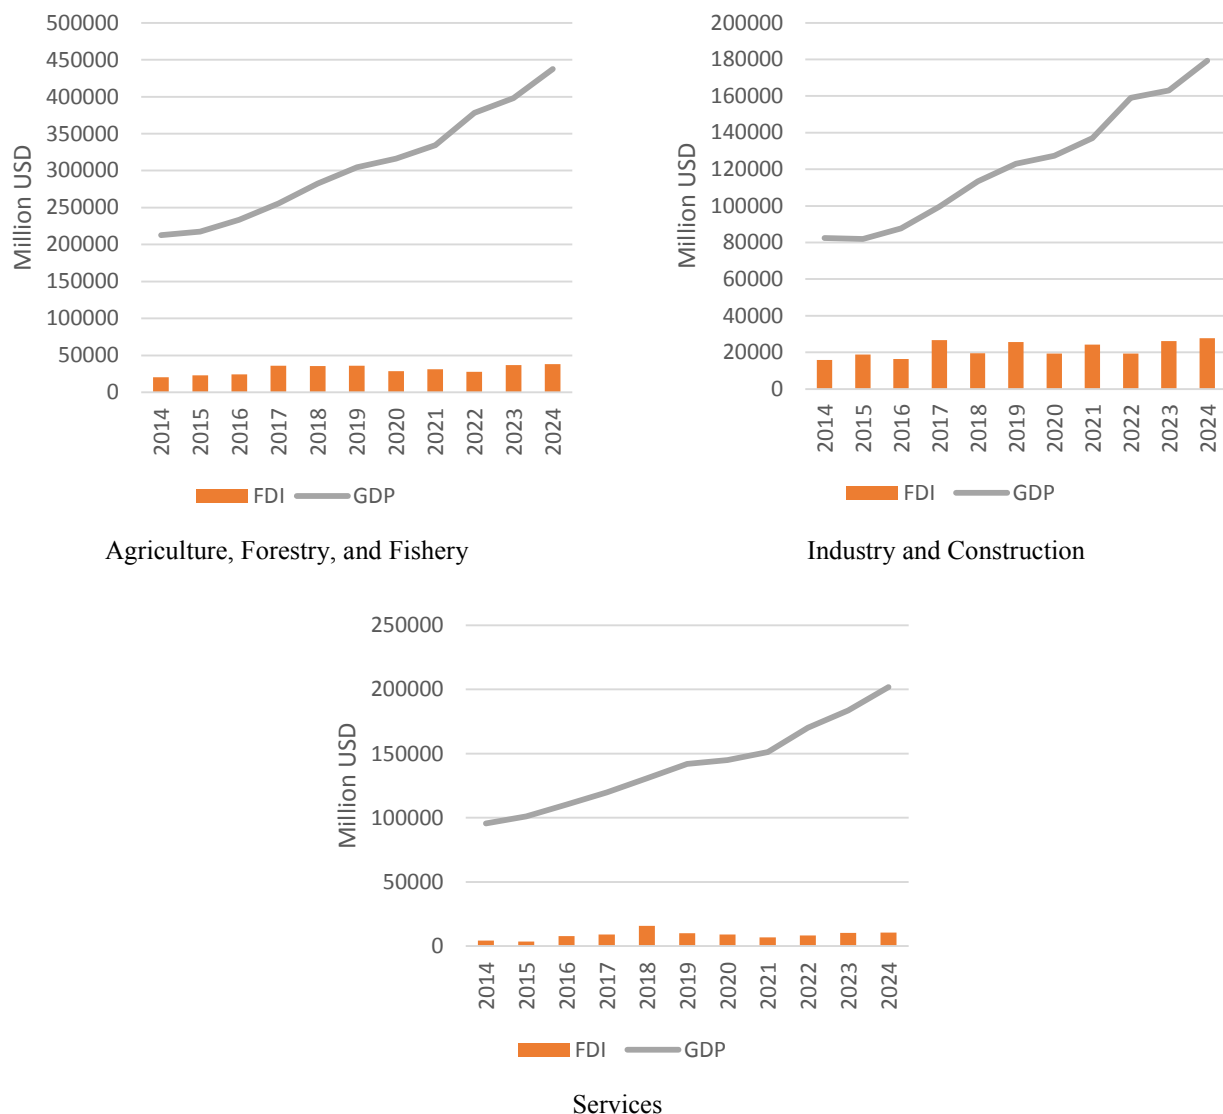 500000
450000
400000
350000
300000
250000
200000
150000
100000
50000
0
Million USD
2014 2015 2016 2017 2018 2019 2020 2021 2022 2023 2024
FDI GDP
Agriculture, Forestry, and Fishery
200000
180000
160000
140000
120000
100000
80000
60000
40000
20000
0
Million USD
2014 2015 2016 2017 2018 2019 2020 2021 2022 2023 2024
FDI GDP
Industry and Construction
250000
200000
150000
100000
50000
0
Million USD
2014 2015 2016 2017 2018 2019 2020 2021 2022 2023 2024
FDI GDP
Services